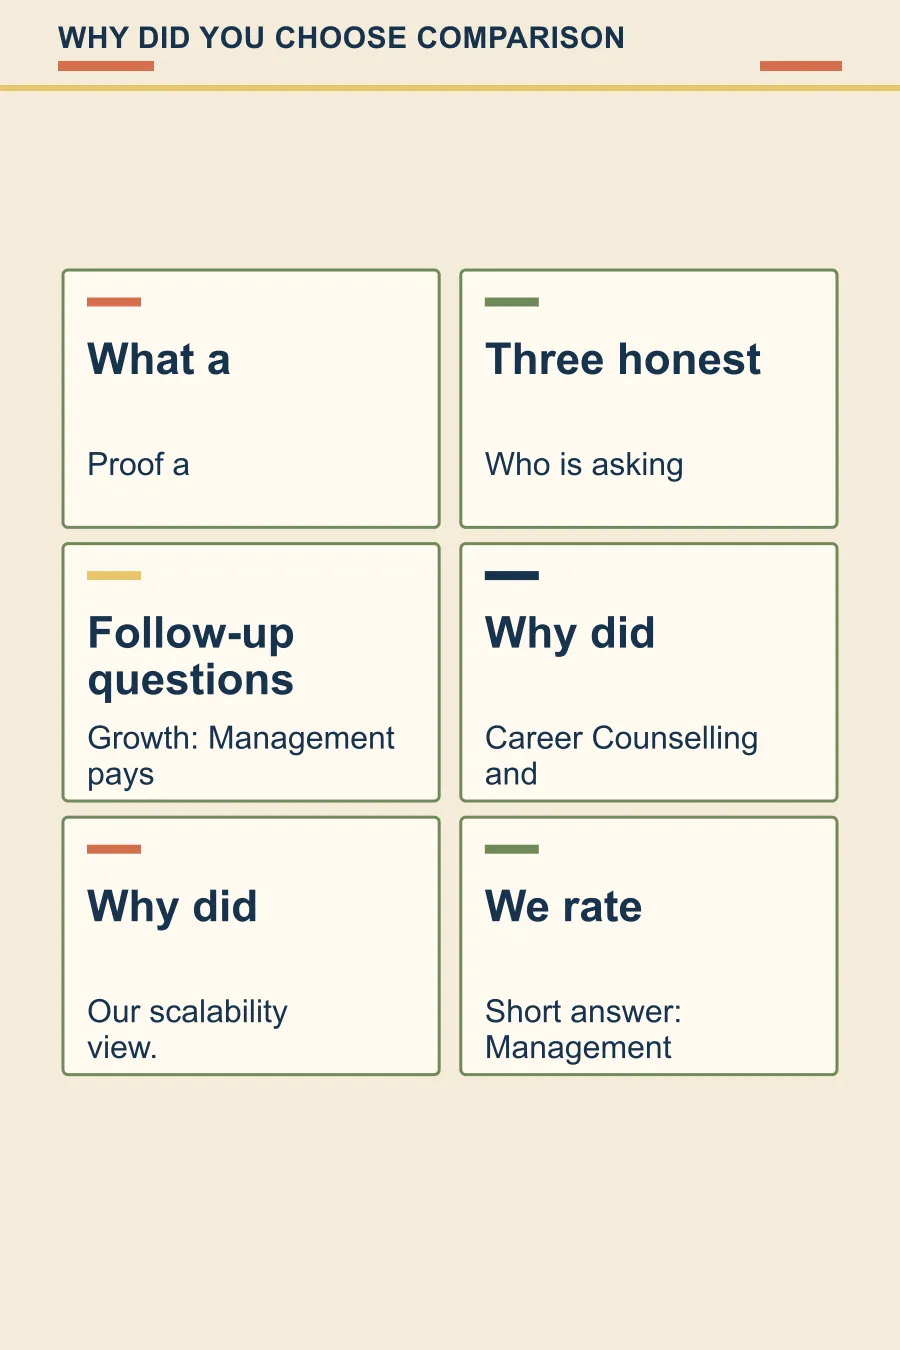 WHY DID YOU CHOOSE COMPARISON
What a
Proof a
Three honest
Who is asking
Follow-up
questions
Growth: Management
pays
Why did
Career Counselling
and
Why did
Our scalability
view.
We rate
Short answer:
Management